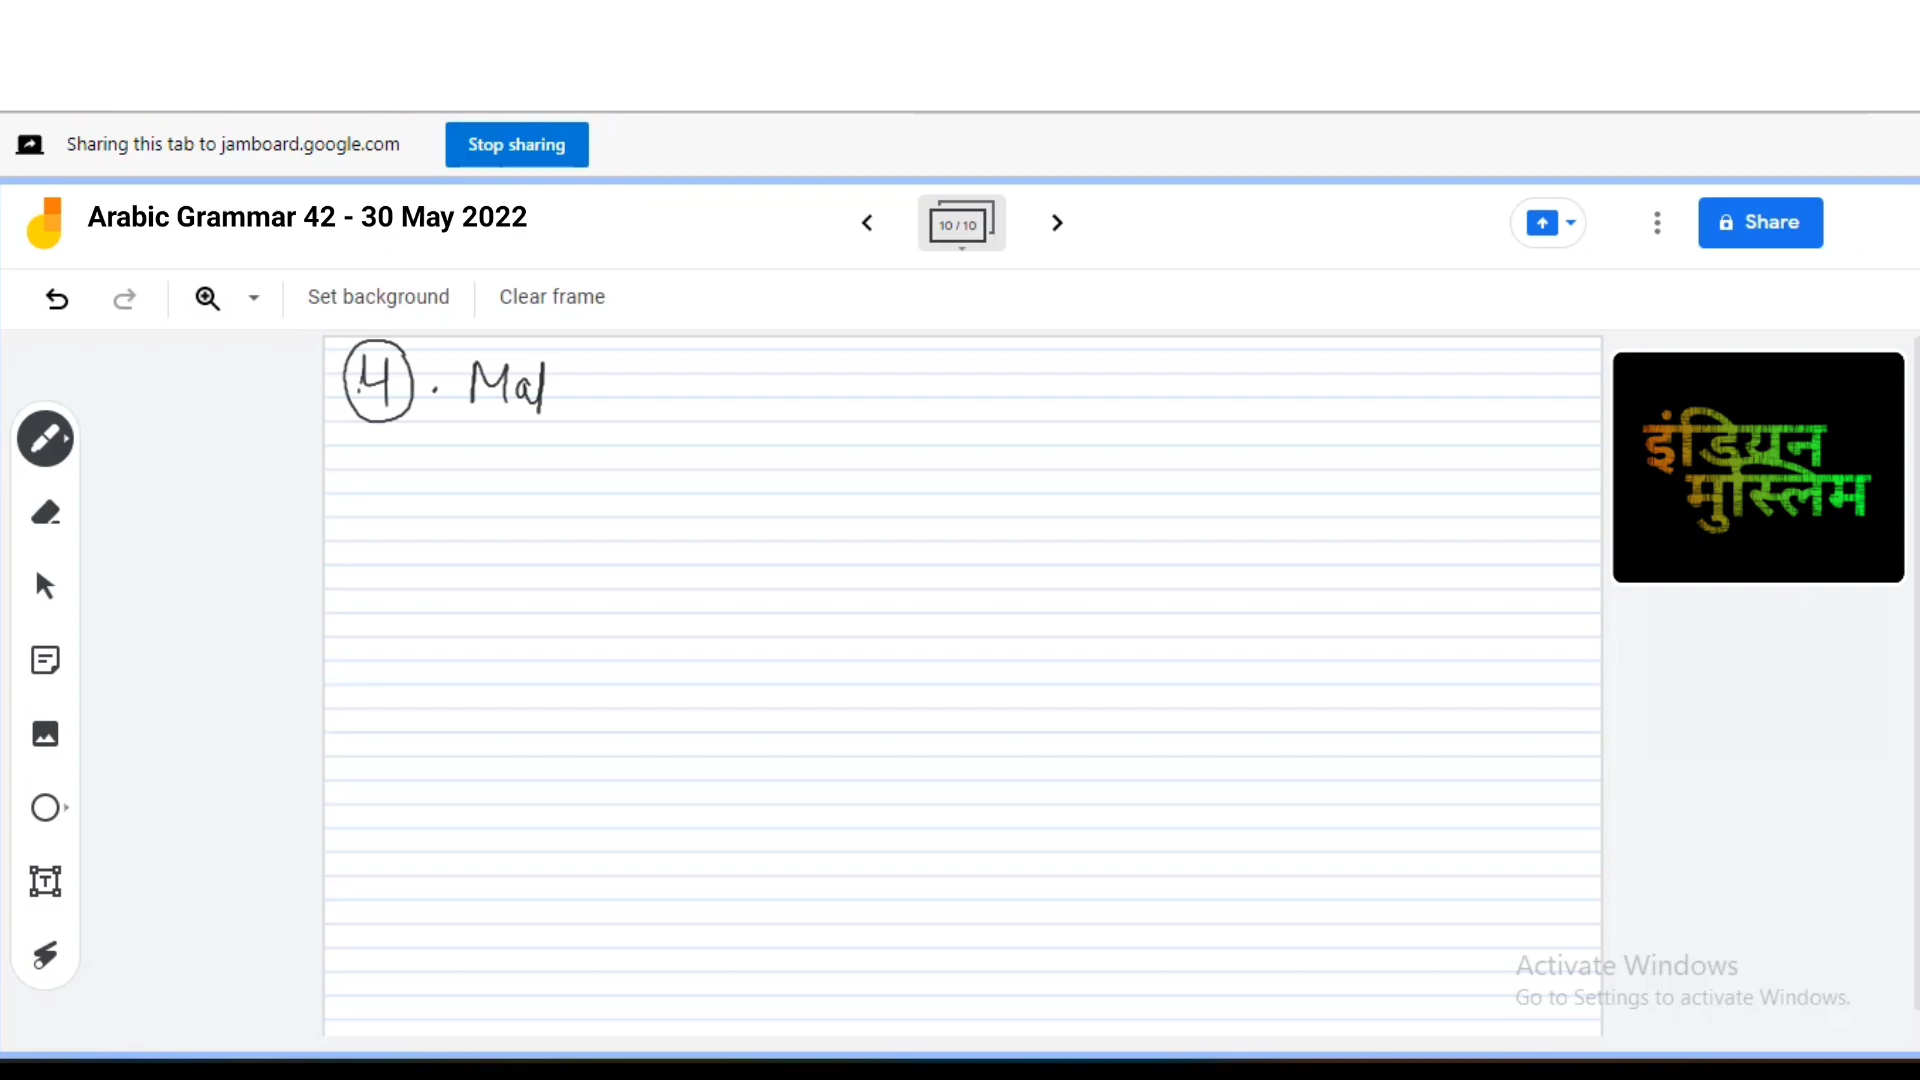 Sharing this tab to jamboard.google.com
Stop sharing
Arabic Grammar 42 - 30 May 2022
10 / 10
Share
Set background
Clear frame
4. Mal
इंडियन
मुस्लिम
Activate Windows
Go to Settings to activate Windows.